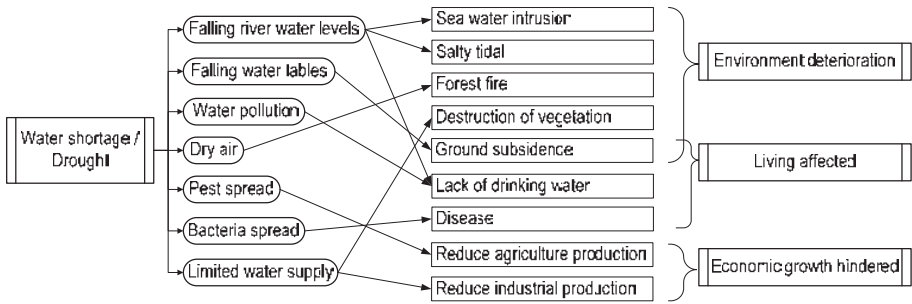 Water shortage /
Drought
Falling river water levels
Falling water tables
Water pollution
Dry air
Pest spread
Bacteria spread
Limited water supply
Sea water intrusion
Salty tidal
Forest fire
Destruction of vegetation
Ground subsidence
Lack of drinking water
Disease
Reduce agriculture production
Reduce industrial production
Environment deterioration
Living affected
Economic growth hindered